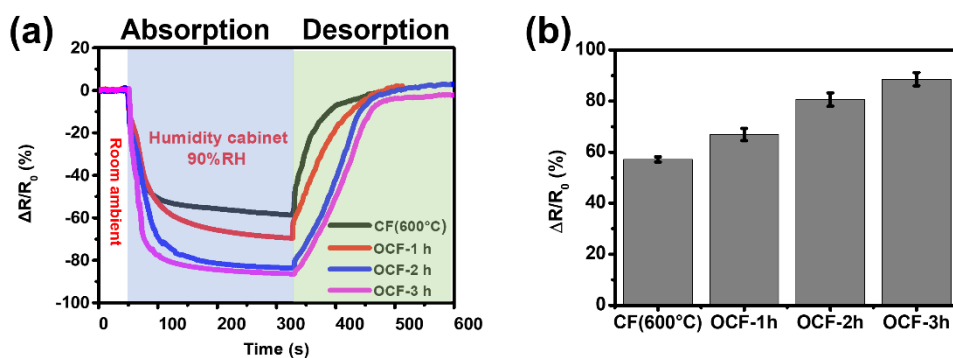 (a)
Absorption
Desorption
ΔR/R0 (%)
0
-20
-40
-60
-80
-100
Room ambient
Humidity cabinet
90%RH
CF(600°C)
OCF-1 h
OCF-2 h
OCF-3 h
0 100 200 300 400 500 600
Time (s)
(b)
ΔR/R0 (%)
100
80
60
40
20
0
CF(600°C) OCF-1h OCF-2h OCF-3h